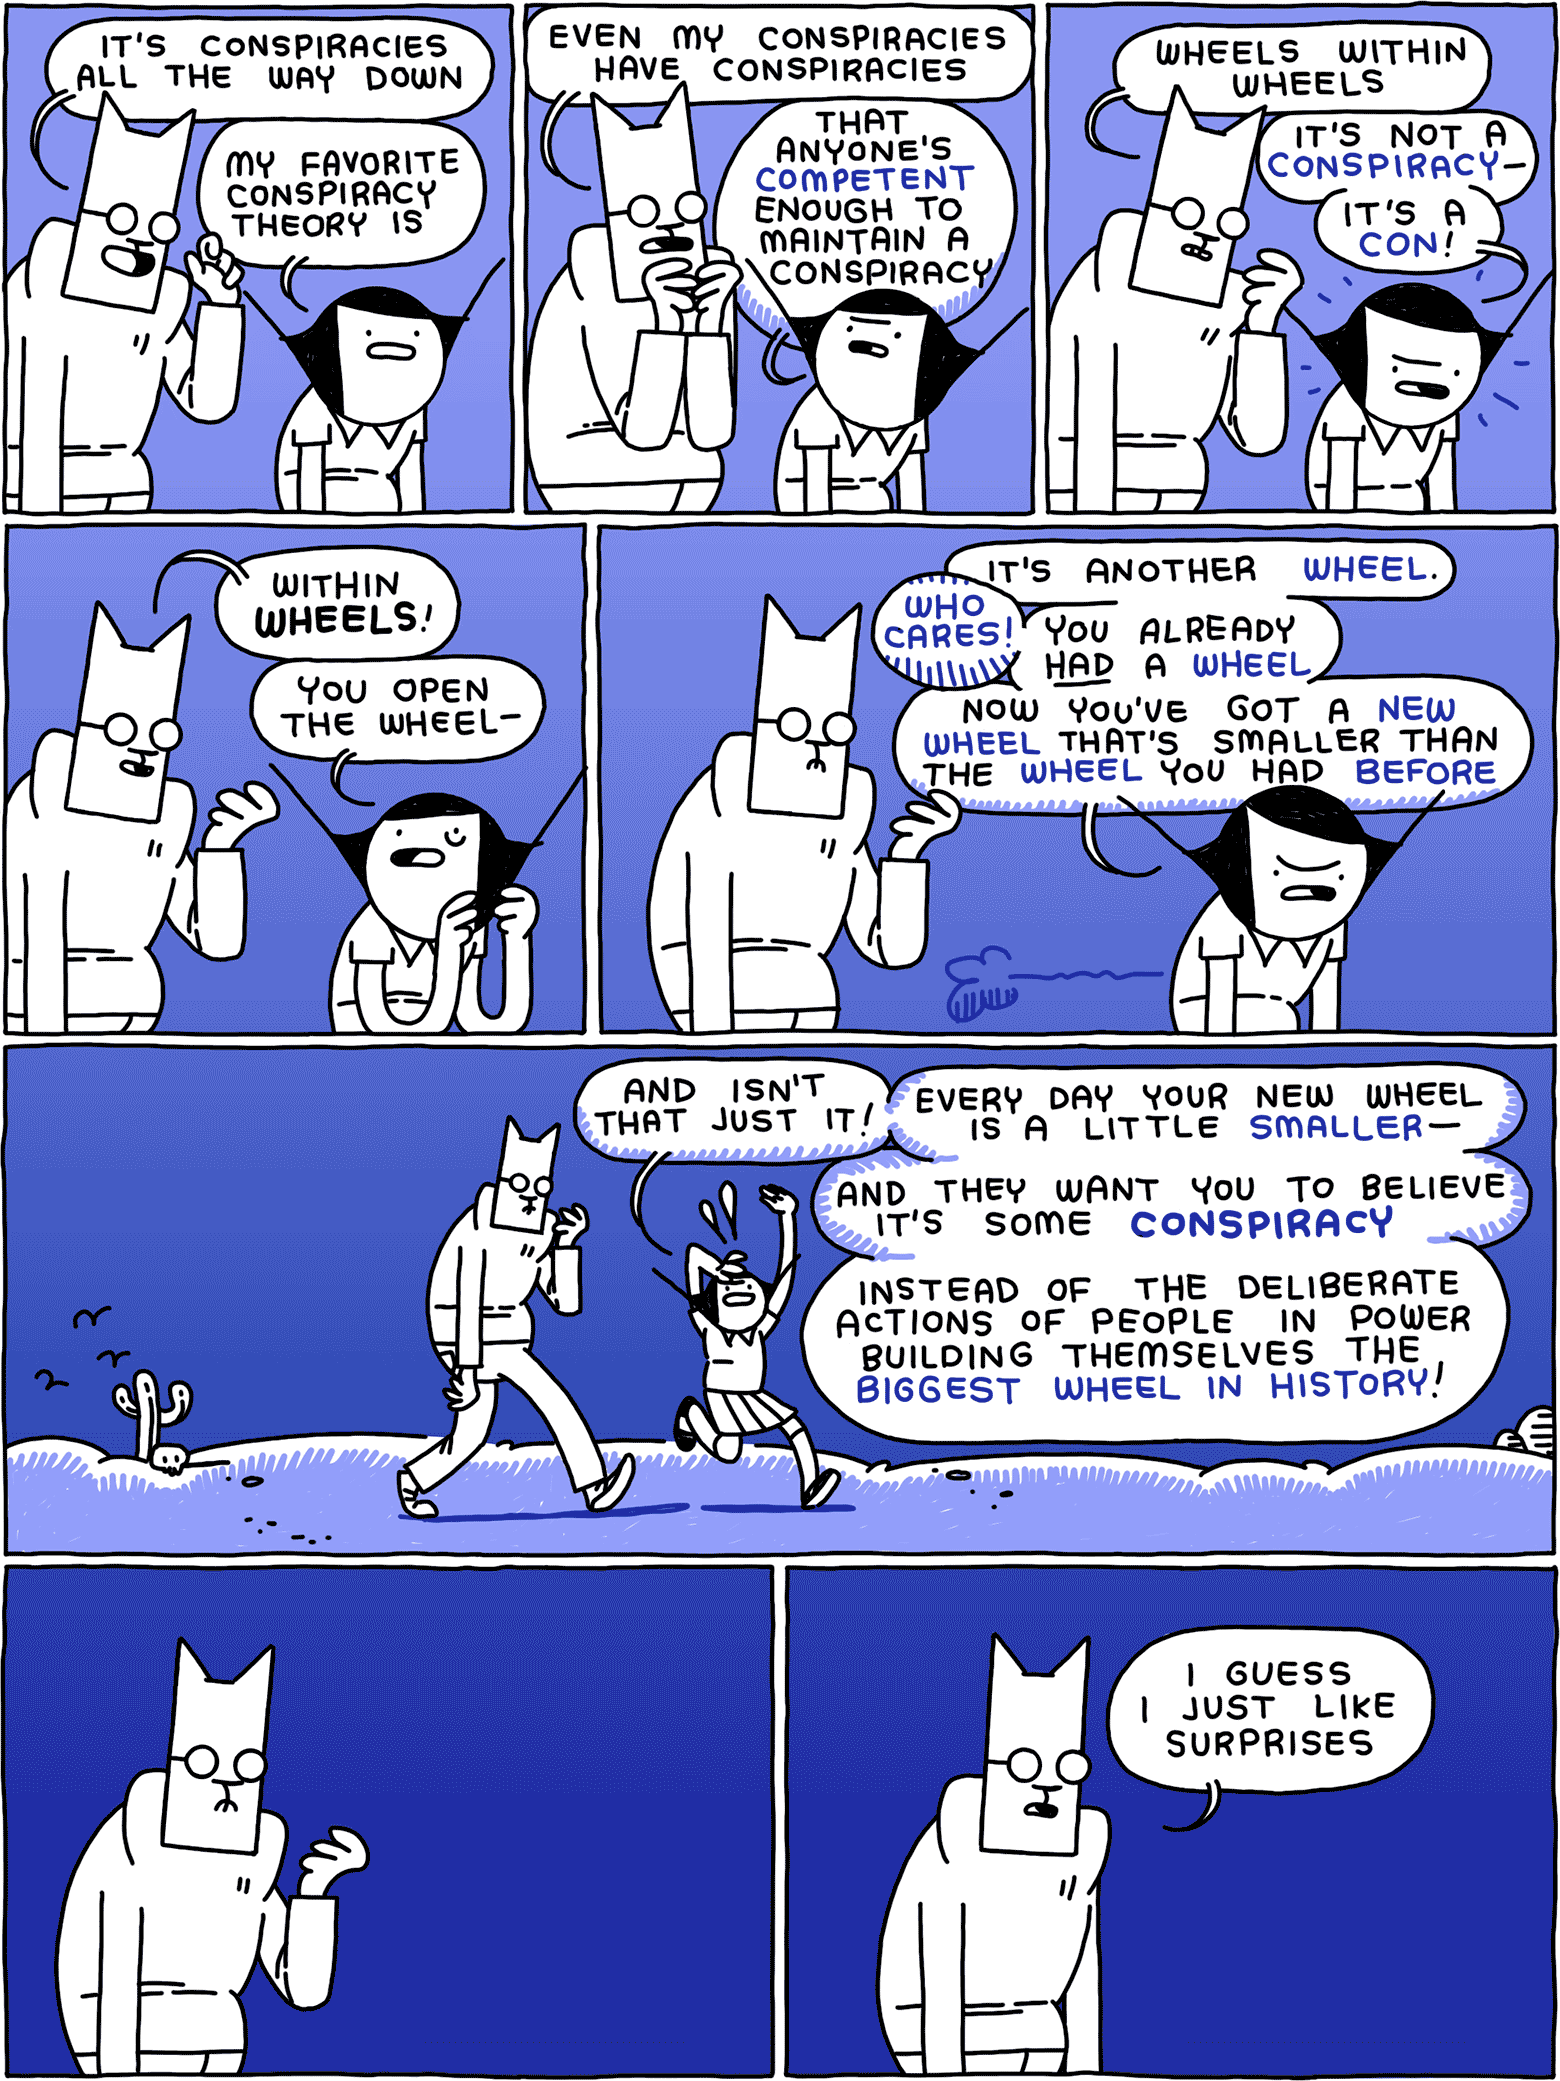 IT'S CONSPIRACIES
ALL THE WAY DOWN
MY FAVORITE
CONSPIRACY
THEORY IS
EVEN MY CONSPIRACIES
HAVE CONSPIRACIES
THAT
ANYONE'S
COMPETENT
ENOUGH TO
MAINTAIN A
CONSPIRACY
WHEELS WITHIN
WHEELS
IT'S NOT A
CONSPIRACY—
IT'S A
CON!
WITHIN
WHEELS!
YOU OPEN
THE WHEEL—
IT'S ANOTHER WHEEL.
WHO
CARES!
YOU ALREADY
HAD A WHEEL
NOW YOU'VE GOT A NEW
WHEEL THAT'S SMALLER THAN
THE WHEEL YOU HAD BEFORE
AND ISN'T
THAT JUST IT!
EVERY DAY YOUR NEW WHEEL
IS A LITTLE SMALLER—
AND THEY WANT YOU TO BELIEVE
IT'S SOME CONSPIRACY
INSTEAD OF THE DELIBERATE
ACTIONS OF PEOPLE IN POWER
BUILDING THEMSELVES THE
BIGGEST WHEEL IN HISTORY!
I GUESS
I JUST LIKE
SURPRISES